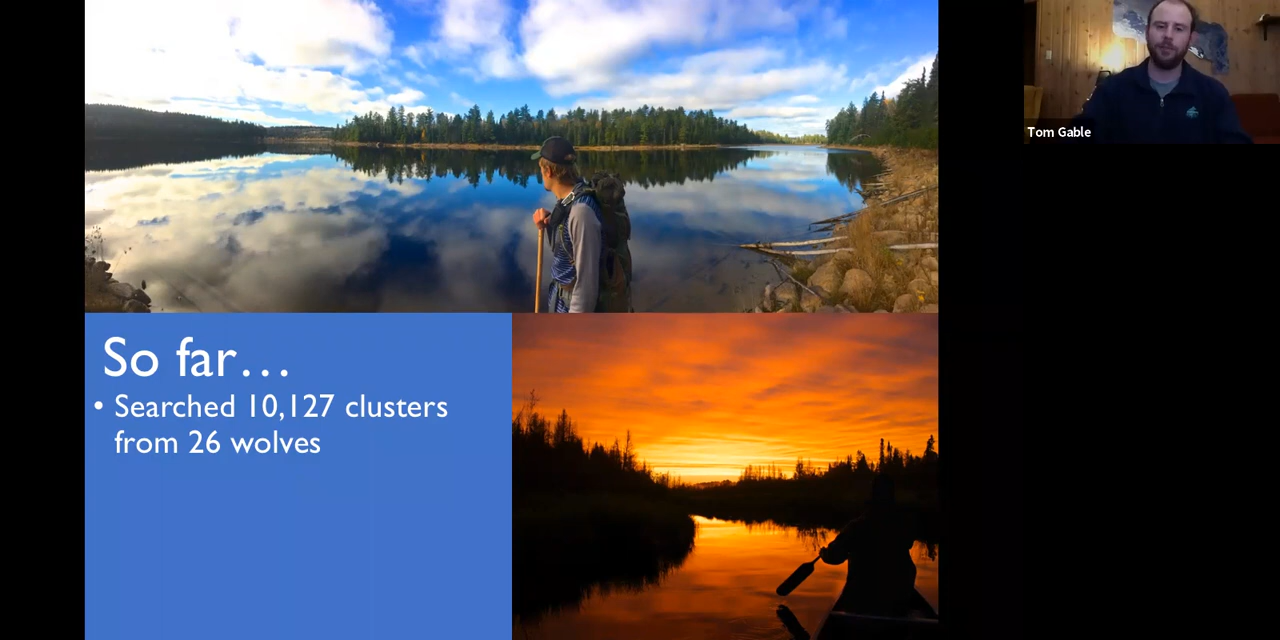 Tom Gable
So far…
• Searched 10,127 clusters
from 26 wolves